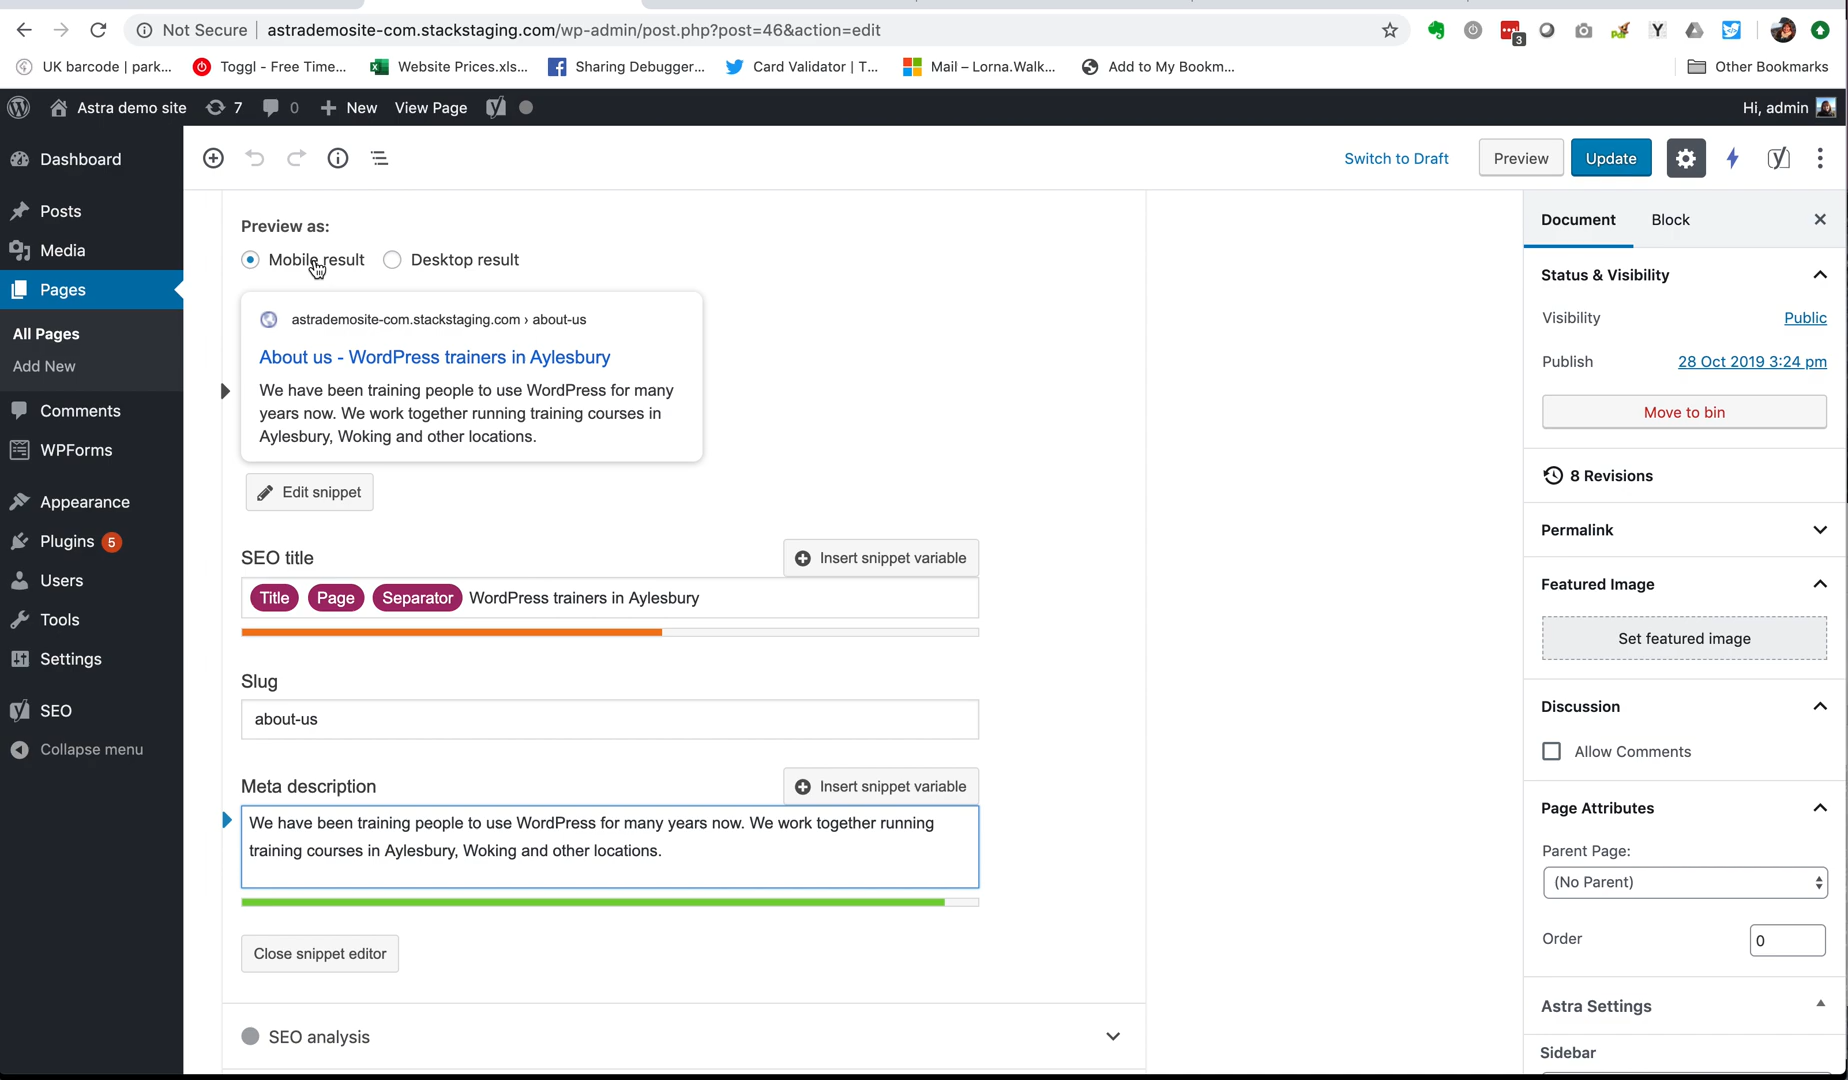 Not Secure
astrademosite-com.stackstaging.com/wp-admin/post.php?post=46&action=edit
3
Y
UK barcode | park...
Toggl - Free Time...
Website Prices.xls...
Sharing Debugger...
Card Validator | T...
Mail – Lorna.Walk...
Add to My Bookm...
Other Bookmarks
Astra demo site
7
0
New
View Page
Hi, admin
Dashboard
Posts
Media
Pages
All Pages
Add New
Comments
WPForms
Appearance
Plugins 5
Users
Tools
Settings
SEO
Collapse menu
Switch to Draft
Preview
Update
Preview as:
Mobile result
Desktop result
astrademosite-com.stackstaging.com › about-us
About us - WordPress trainers in Aylesbury
We have been training people to use WordPress for many
years now. We work together running training courses in
Aylesbury, Woking and other locations.
Edit snippet
SEO title
Insert snippet variable
Title Page Separator WordPress trainers in Aylesbury
Slug
about-us
Meta description
Insert snippet variable
We have been training people to use WordPress for many years now. We work together running
training courses in Aylesbury, Woking and other locations.
Close snippet editor
SEO analysis
Document
Block
Status & Visibility
Visibility
Public
Publish
28 Oct 2019 3:24 pm
Move to bin
8 Revisions
Permalink
Featured Image
Set featured image
Discussion
Allow Comments
Page Attributes
Parent Page:
(No Parent)
Order
0
Astra Settings
Sidebar